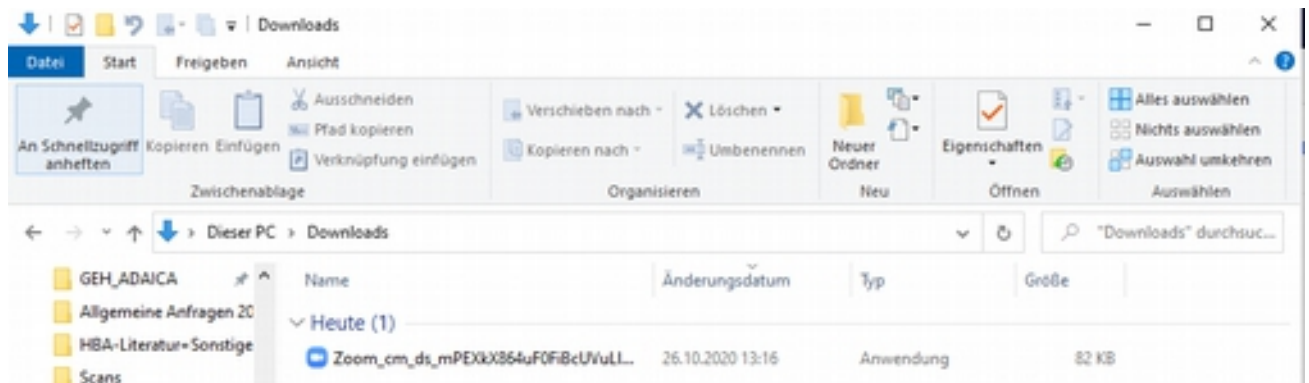 Downloads
Datei Start Freigeben Ansicht
An Schnellzugriff anheften
Kopieren
Einfügen
Ausschneiden
Pfad kopieren
Verknüpfung einfügen
Zwischenablage
Verschieben nach
Kopieren nach
Löschen
Umbenennen
Organisieren
Neuer
Ordner
Neu
Eigenschaften
Öffnen
Alles auswählen
Nichts auswählen
Auswahl umkehren
Auswählen
Dieser PC > Downloads
"Downloads" durchsuc...
GEH_ADAICA
Allgemeine Anfragen 20
HBA-Literatur+Sonstige
Scans
Name Änderungsdatum Typ Größe
Heute (1)
26.10.2020 13:16 Anwendung 82 KB